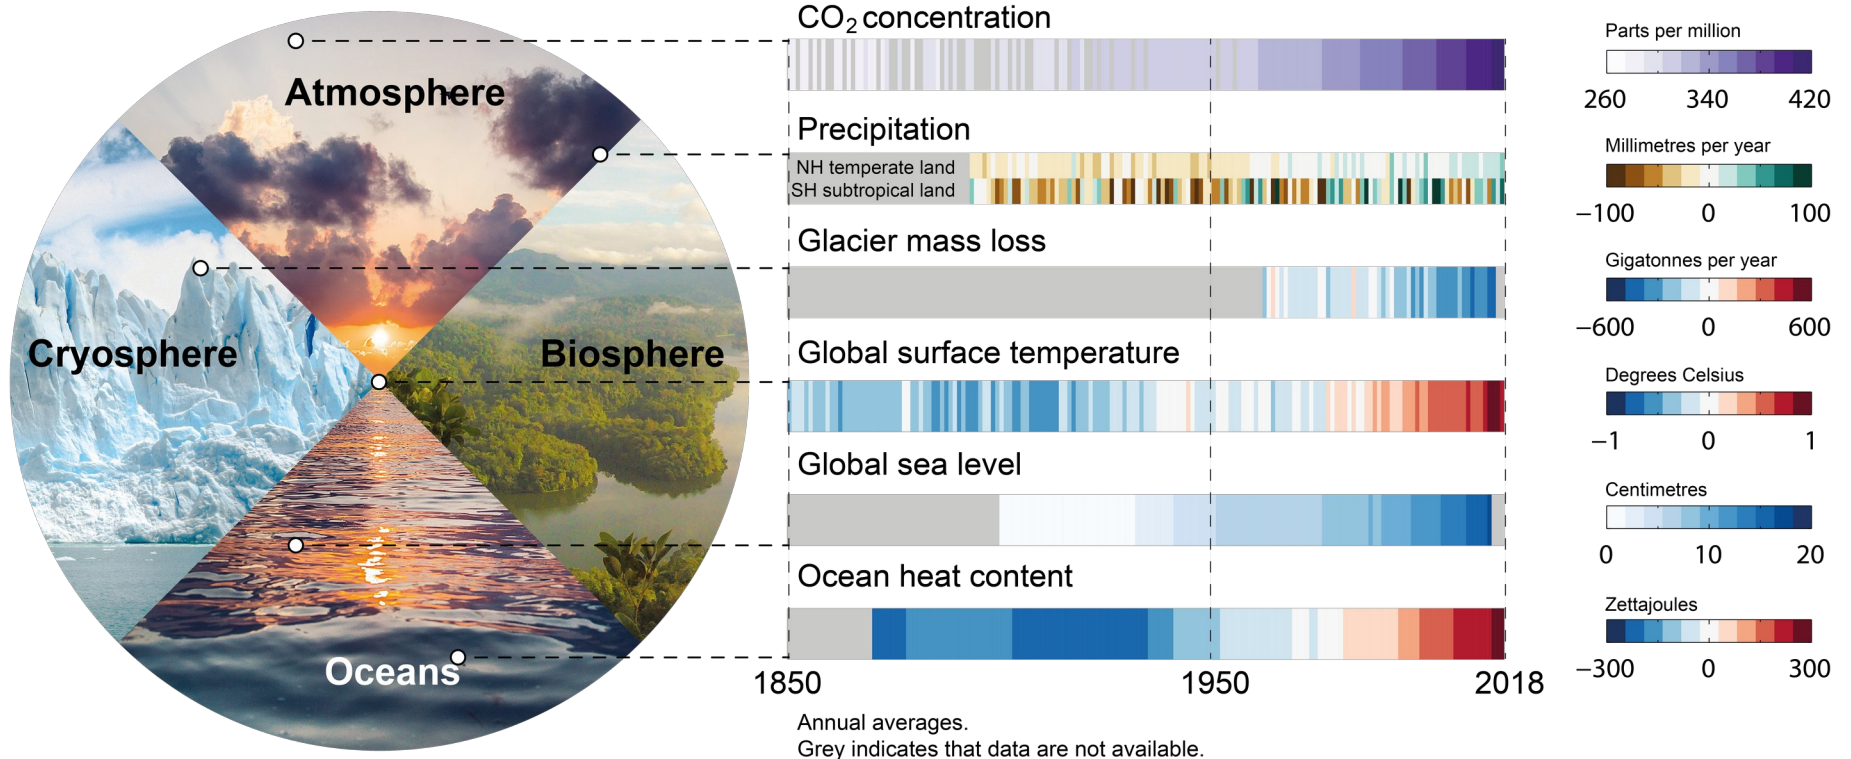 Atmosphere
Cryosphere
Biosphere
Oceans
CO₂ concentration
Precipitation
NH temperate land
SH subtropical land
Glacier mass loss
Global surface temperature
Global sea level
Ocean heat content
1850 1950 2018
Annual averages.
Grey indicates that data are not available.
Parts per million
260 340 420
Millimetres per year
−100 0 100
Gigatonnes per year
−600 0 600
Degrees Celsius
−1 0 1
Centimetres
0 10 20
Zettajoules
−300 0 300